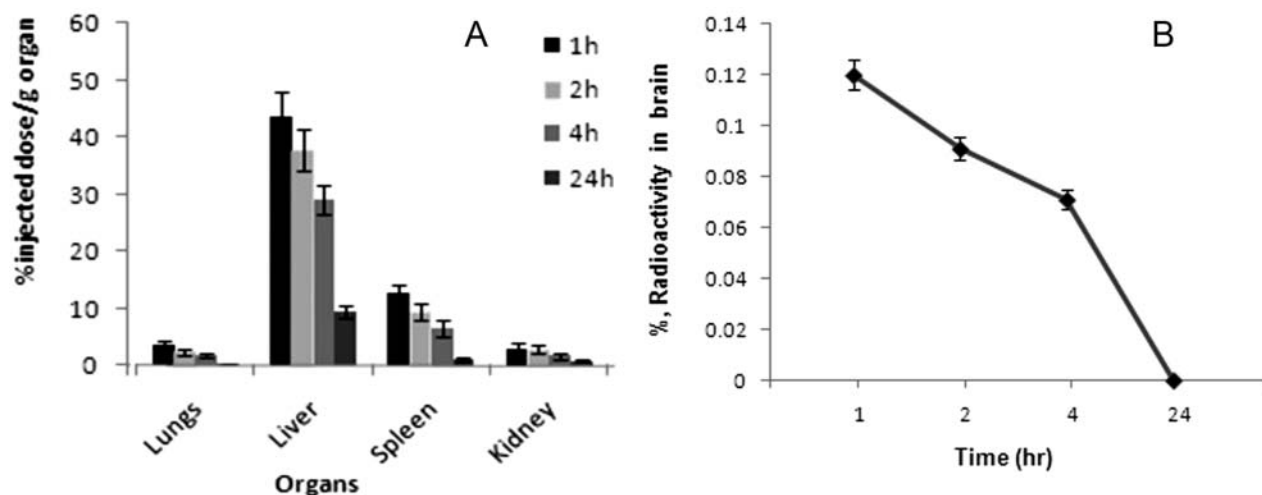 A
%injected dose/g organ
60
50
40
30
20
10
0
1h
2h
4h
24h
Lungs
Liver
Spleen
Kidney
Organs
B
%, Radioactivity in brain
0.14
0.12
0.1
0.08
0.06
0.04
0.02
0
1 2 4 24
Time (hr)